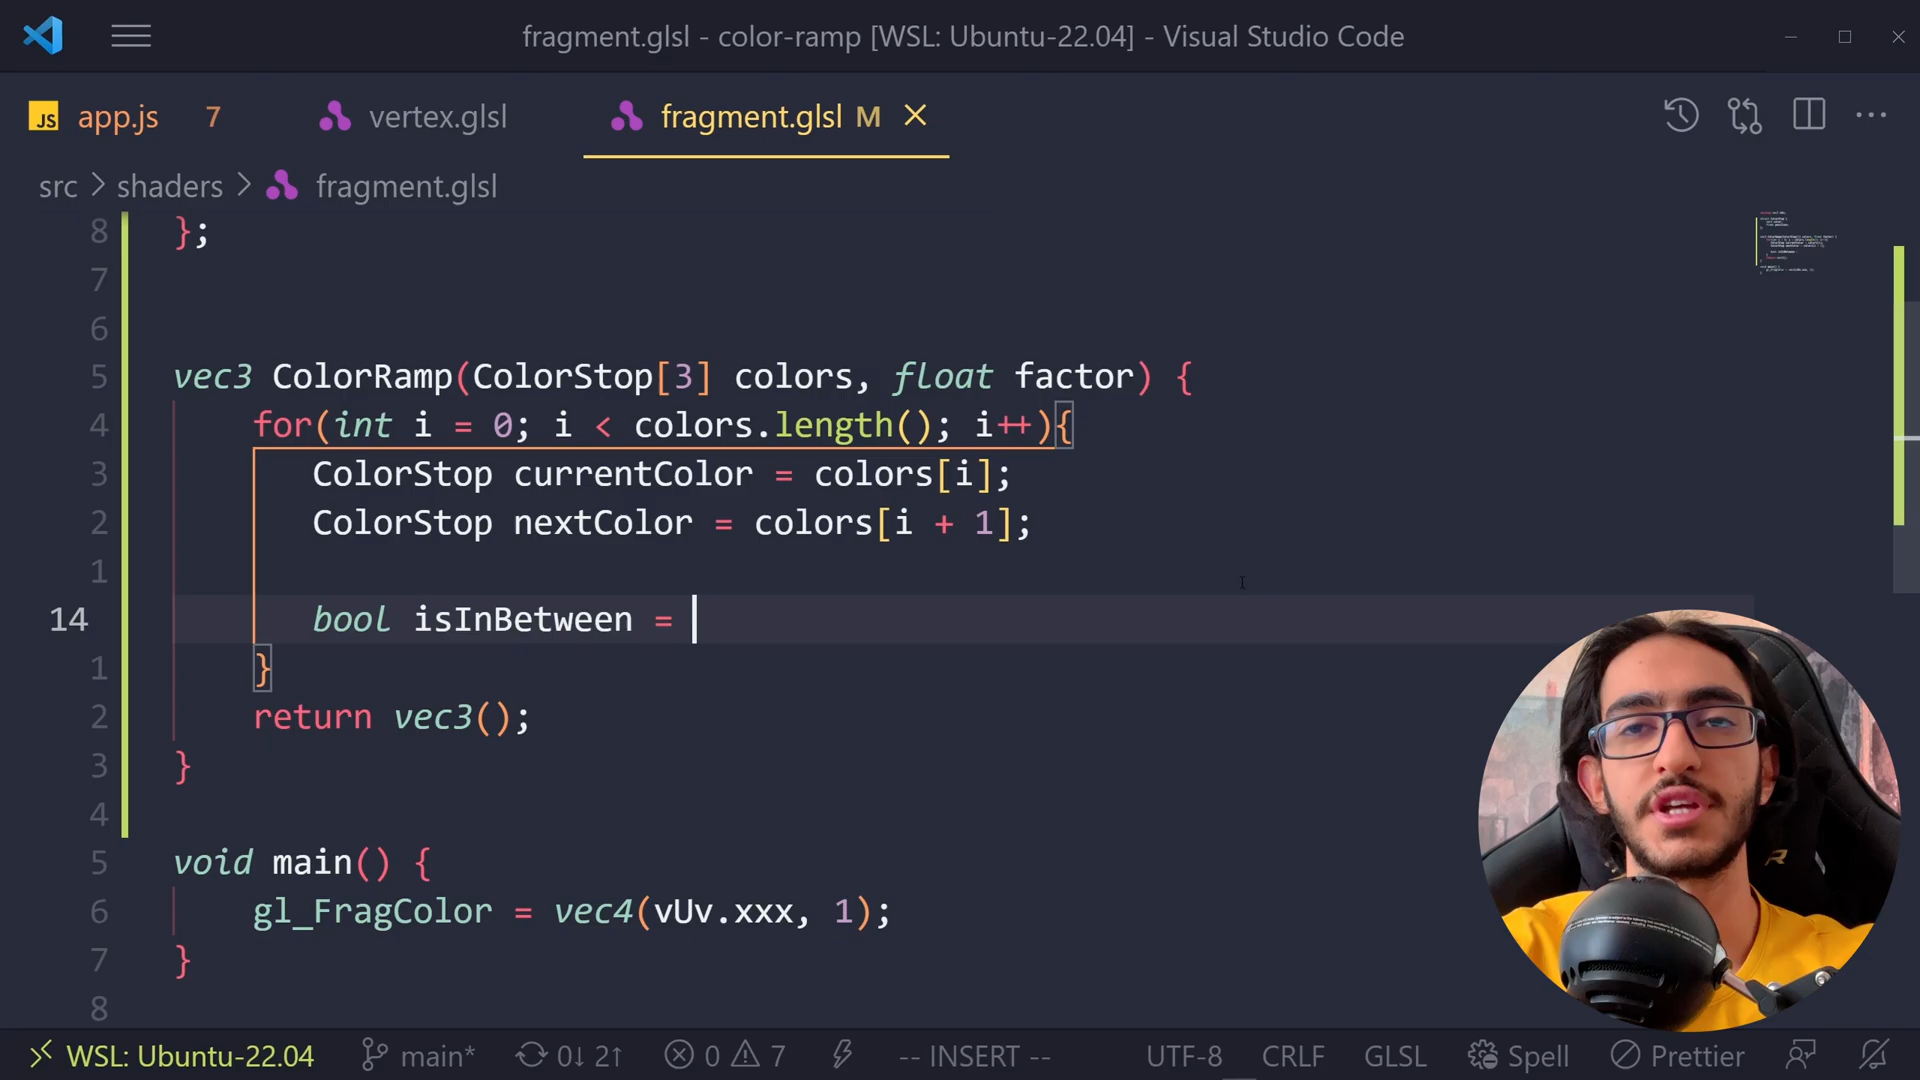 fragment.glsl - color-ramp [WSL: Ubuntu-22.04] - Visual Studio Code
JS app.js 7 vertex.glsl fragment.glsl M
src > shaders > fragment.glsl
8 };
7
6
5 vec3 ColorRamp(ColorStop[3] colors, float factor) {
4 for(int i = 0; i < colors.length(); i++){
3 ColorStop currentColor = colors[i];
2 ColorStop nextColor = colors[i + 1];
1
14 bool isInBetween =
1 }
2 return vec3();
3 }
4
5 void main() {
6 gl_FragColor = vec4(vUv.xxx, 1);
7 }
8
WSL: Ubuntu-22.04 main* 0↓ 2↑ 0 7 -- INSERT -- UTF-8 CRLF GLSL Spell Prettier